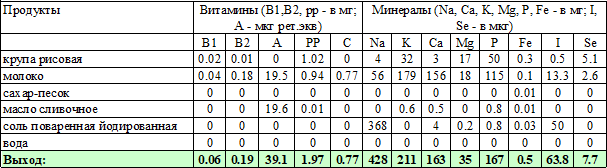 Продукты Витамины (B1,B2, pp - в мг; Минералы (Na, Ca, K, Mg, P, Fe - в мг; I,
A - мкг рет.экв) Se - в мкг)
B1 B2 A PP C Na K Ca Mg P Fe I Se
крупа рисовая 0.02 0.01 0 1.02 0 4 32 3 17 50 0.3 0.5 5.1
молоко 0.04 0.18 19.5 0.94 0.77 56 179 156 18 115 0.1 13.3 2.6
сахар-песок 0 0 0 0 0 0 0 0 0 0 0.01 0 0
масло сливочное 0 0 19.6 0.01 0 0 0.6 0.5 0 0.8 0.01 0 0
соль поваренная йодированная 0 0 0 0 0 368 0 4 0.2 0.8 0.03 50 0
вода 0 0 0 0 0 0 0 0 0 0 0 0 0
Выход: 0.06 0.19 39.1 1.97 0.77 428 211 163 35 167 0.5 63.8 7.7